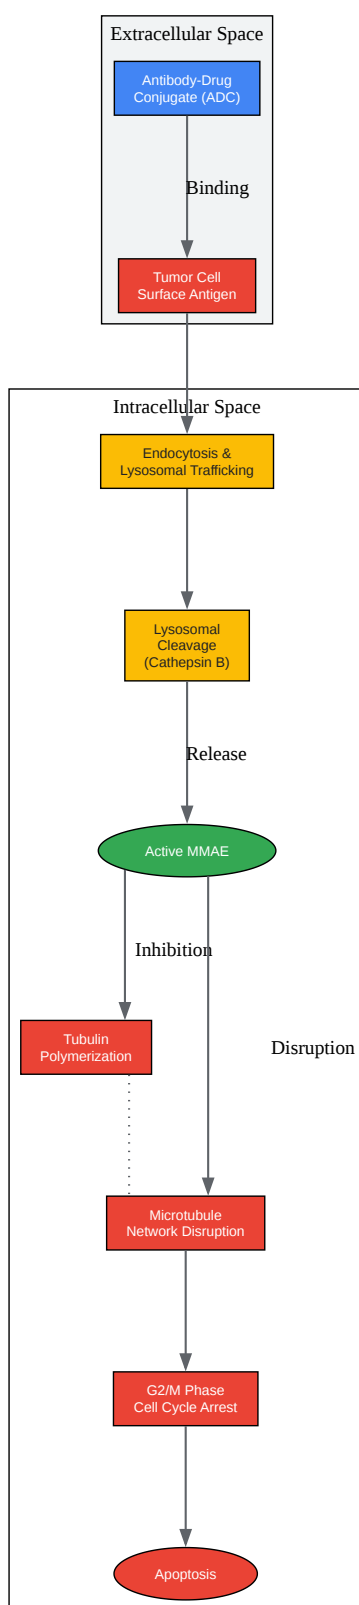 Extracellular Space
Antibody-Drug
Conjugate (ADC)
Binding
Tumor Cell
Surface Antigen
Intracellular Space
Endocytosis &
Lysosomal Trafficking
Lysosomal
Cleavage
(Cathepsin B)
Release
Active MMAE
Inhibition
Tubulin
Polymerization
Disruption
Microtubule
Network Disruption
G2/M Phase
Cell Cycle Arrest
Apoptosis